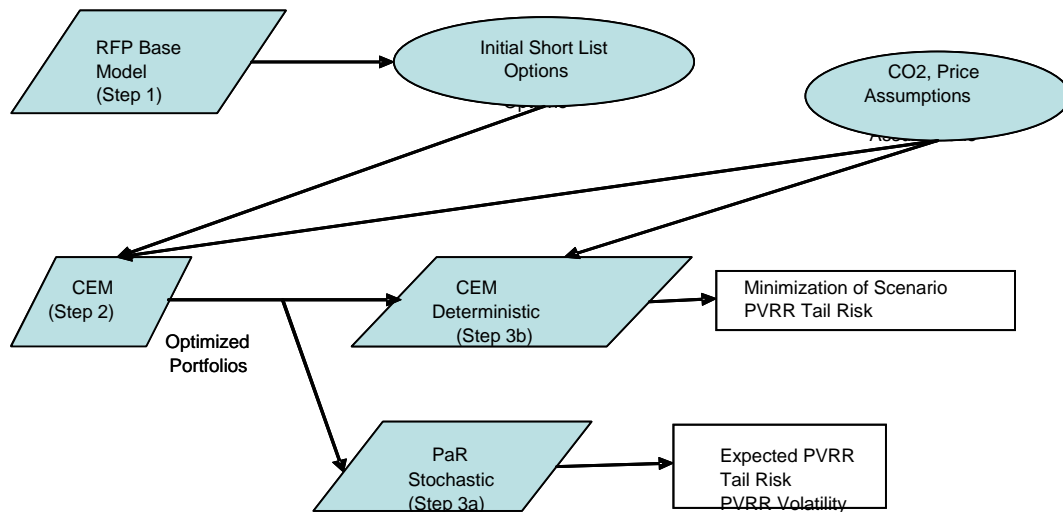 RFP Base
Model
(Step 1)
Initial Short List
Options
CO2, Price
Assumptions
CEM
(Step 2)
Optimized
Portfolios
CEM
Deterministic
(Step 3b)
Minimization of Scenario
PVRR Tail Risk
PaR
Stochastic
(Step 3a)
Expected PVRR
Tail Risk
PVRR Volatility